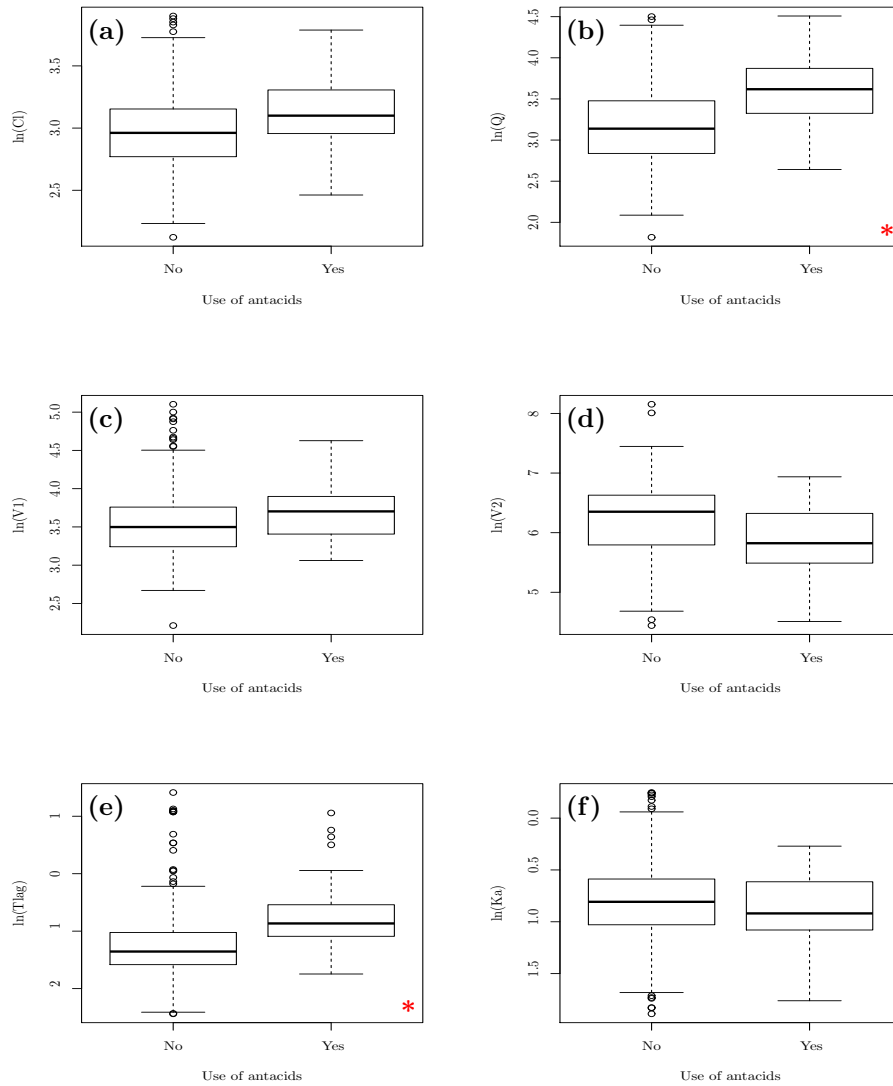 (a)
ln(Cl)
3.5
3.0
2.5
No Yes
Use of antacids
(b)
ln(Q)
4.5
4.0
3.5
3.0
2.5
2.0
*
No Yes
Use of antacids
(c)
ln(V1)
5.0
4.5
4.0
3.5
3.0
2.5
No Yes
Use of antacids
(d)
ln(V2)
8
7
6
5
No Yes
Use of antacids
(e)
ln(Tlag)
1
0
1
2
*
No Yes
Use of antacids
(f)
ln(Ka)
0.0
0.5
1.0
1.5
No Yes
Use of antacids